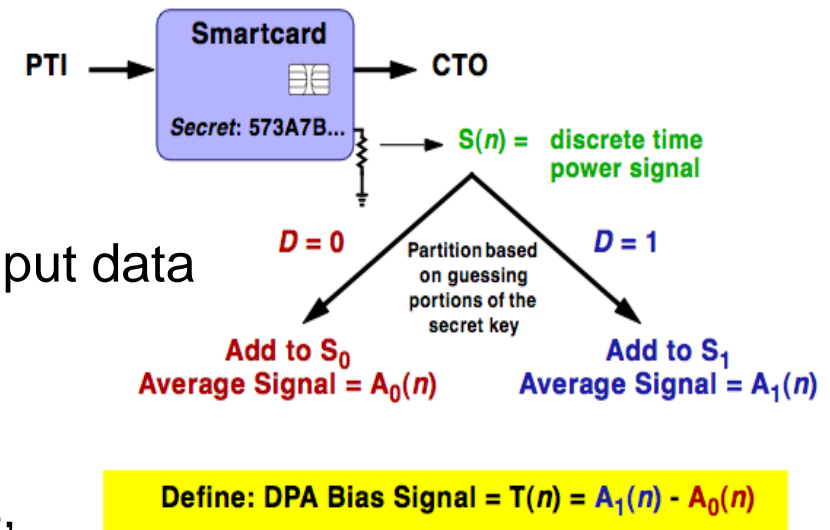 Smartcard
PTI
CTO
Secret: 573A7B...
S(n) = discrete time
power signal
D = 0
D = 1
Partition based
on guessing
portions of the
secret key
put data
Add to S₀
Average Signal = A₀(n)
Add to S₁
Average Signal = A₁(n)
Define: DPA Bias Signal = T(n) = A₁(n) - A₀(n)